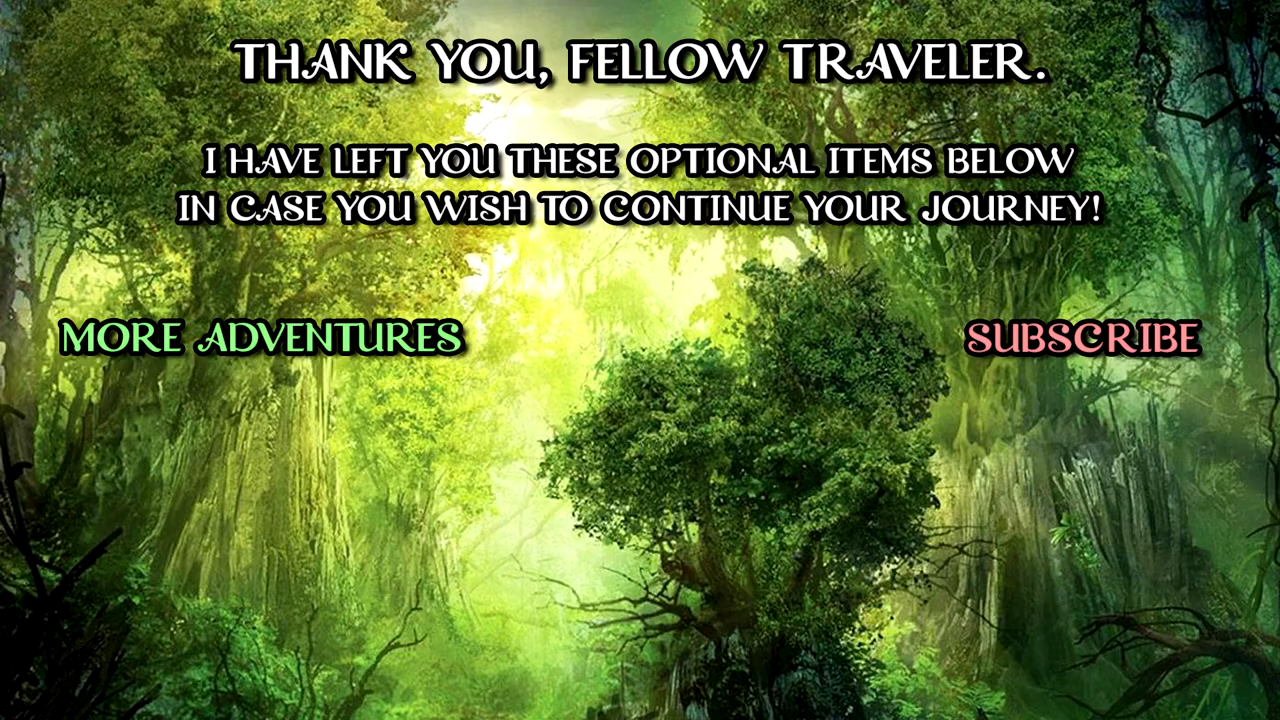 THANK YOU, FELLOW TRAVELER.
I HAVE LEFT YOU THESE OPTIONAL ITEMS BELOW
IN CASE YOU WISH TO CONTINUE YOUR JOURNEY!
MORE ADVENTURES
SUBSCRIBE